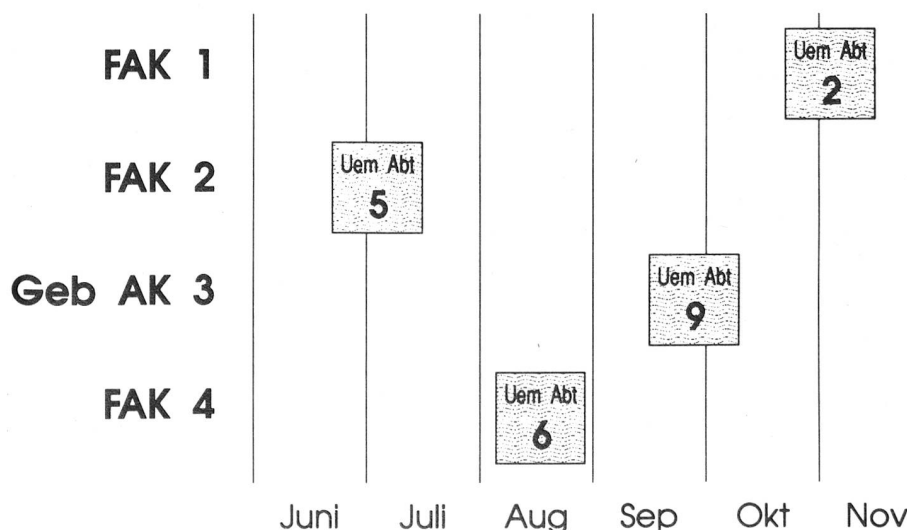 FAK 1
Uem Abt
2
FAK 2
Uem Abt
5
Geb AK 3
Uem Abt
9
FAK 4
Uem Abt
6
Juni Juli Aug Sep Okt Nov